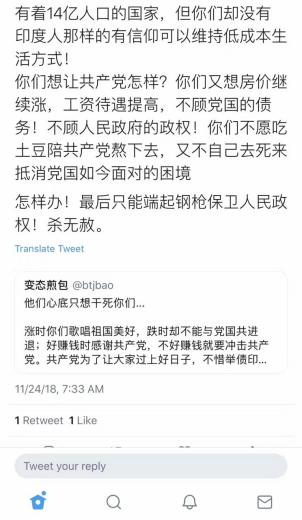 有着14亿人口的国家，但你们却没有
印度人那样的有信仰可以维持低成本生
活方式！
你们想让共产党怎样？你们又想房价继
续涨，工资待遇提高，不顾党国的债
务！不顾人民政府的政权！你们不愿吃
土豆陪共产党熬下去，又不自己去死来
抵消党国如今面对的困境
怎样办！最后只能端起钢枪保卫人民政
权！杀无赦。
Translate Tweet
变态煎包 @btjbao
他们心底只想干死你们...
涨时你们歌唱祖国美好，跌时却不能与党国共进
退；好赚钱时感谢共产党，不好赚钱就要冲击共产
党。共产党为了让大家过上好日子，不惜举债印...
11/24/18, 7:33 AM
1 Retweet 1 Like
Tweet your reply